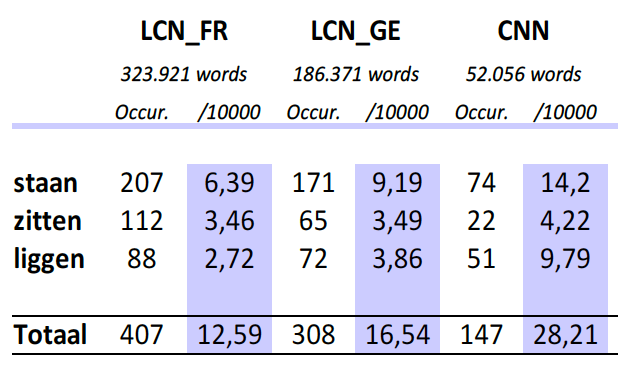 LCN_FR LCN_GE CNN
323.921 words 186.371 words 52.056 words
Occur. /10000 Occur. /10000 Occur. /10000
staan 207 6,39 171 9,19 74 14,2
zitten 112 3,46 65 3,49 22 4,22
liggen 88 2,72 72 3,86 51 9,79
Totaal 407 12,59 308 16,54 147 28,21